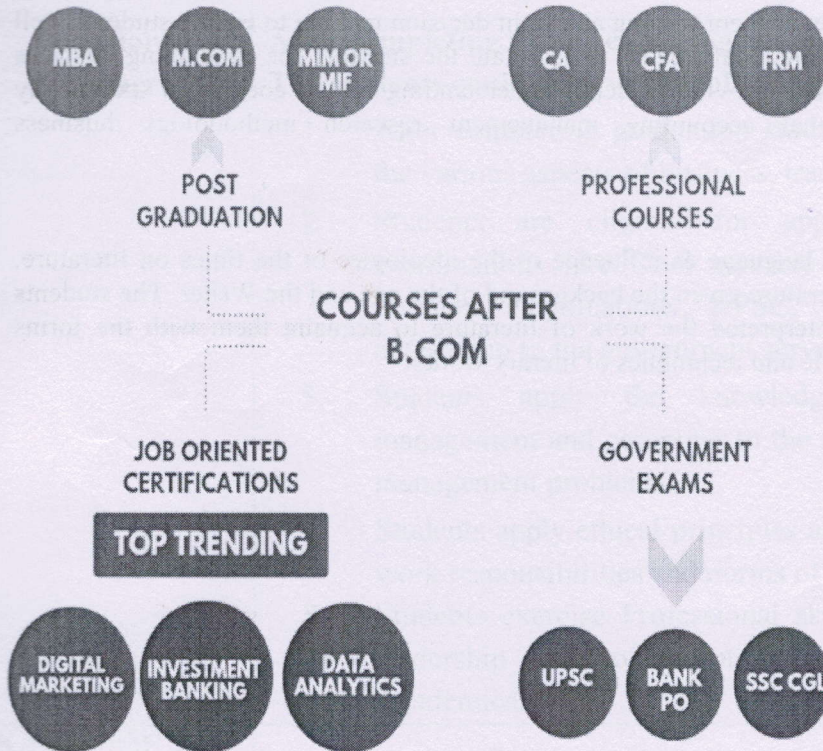 MBA
M.COM
MIM OR
MIF
CA
CFA
FRM
POST
GRADUATION
PROFESSIONAL
COURSES
COURSES AFTER
B.COM
JOB ORIENTED
CERTIFICATIONS
TOP TRENDING
GOVERNMENT
EXAMS
DIGITAL
MARKETING
INVESTMENT
BANKING
DATA
ANALYTICS
UPSC
BANK
PO
SSC CGL